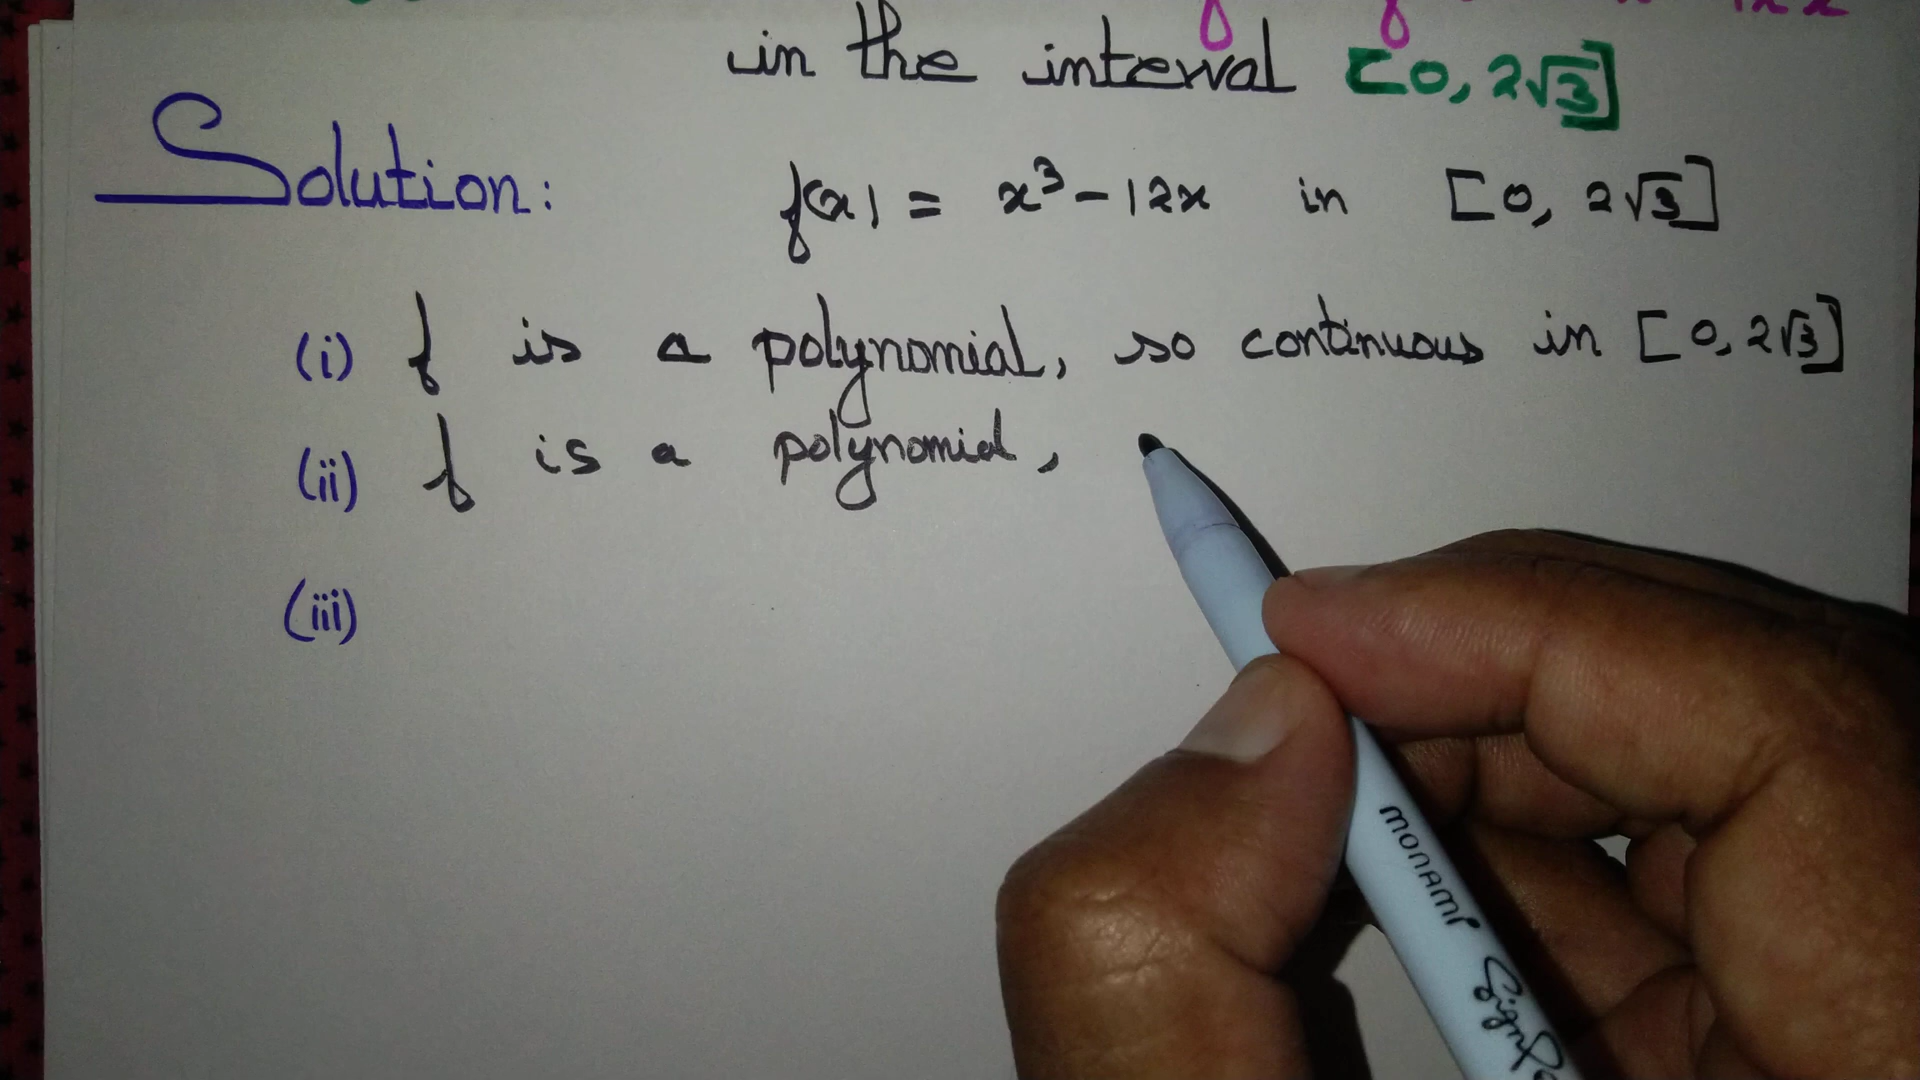 in the interval [0, 2√3]
Solution: f(x) = x³ - 12x in [0, 2√3]
(i) f is a polynomial, so continuous in [0, 2√3]
(ii) f is a polynomial,
(iii)
MONAMI